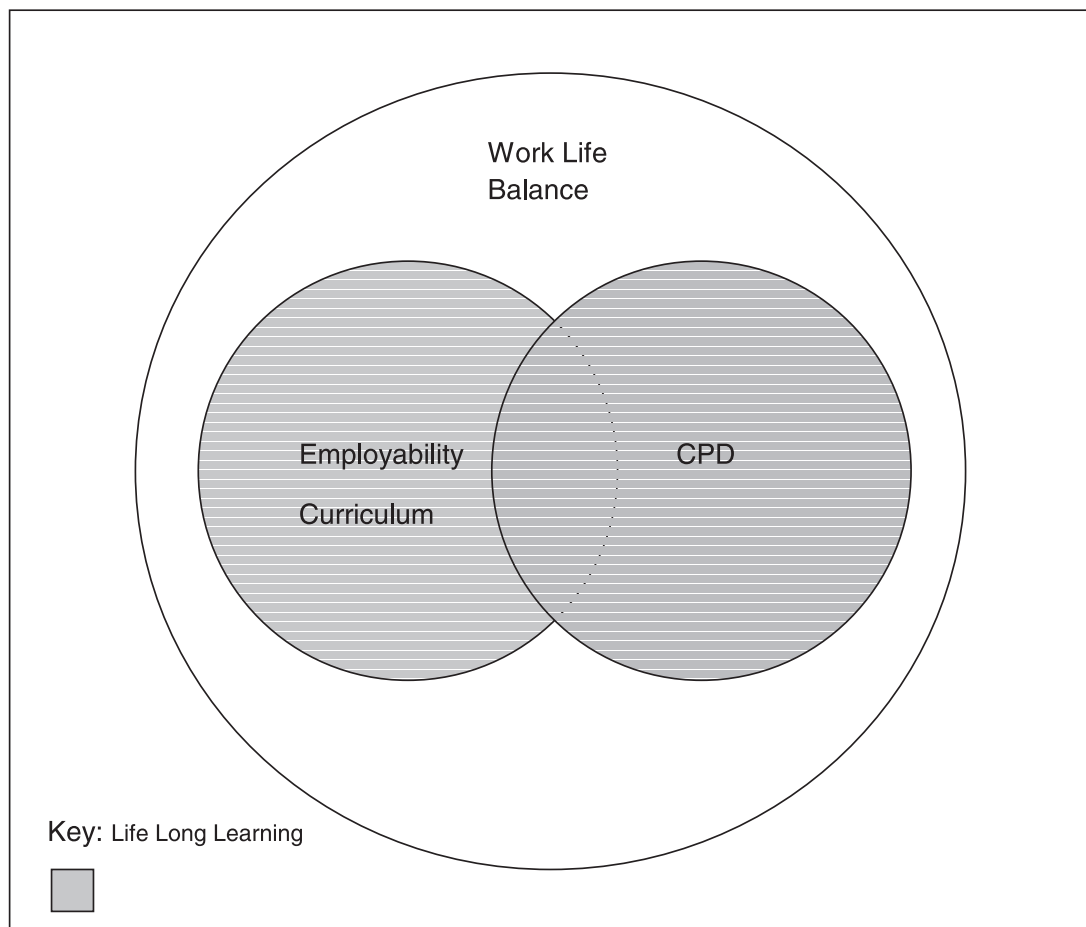 Work Life
Balance
Employability
Curriculum
CPD
Key: Life Long Learning